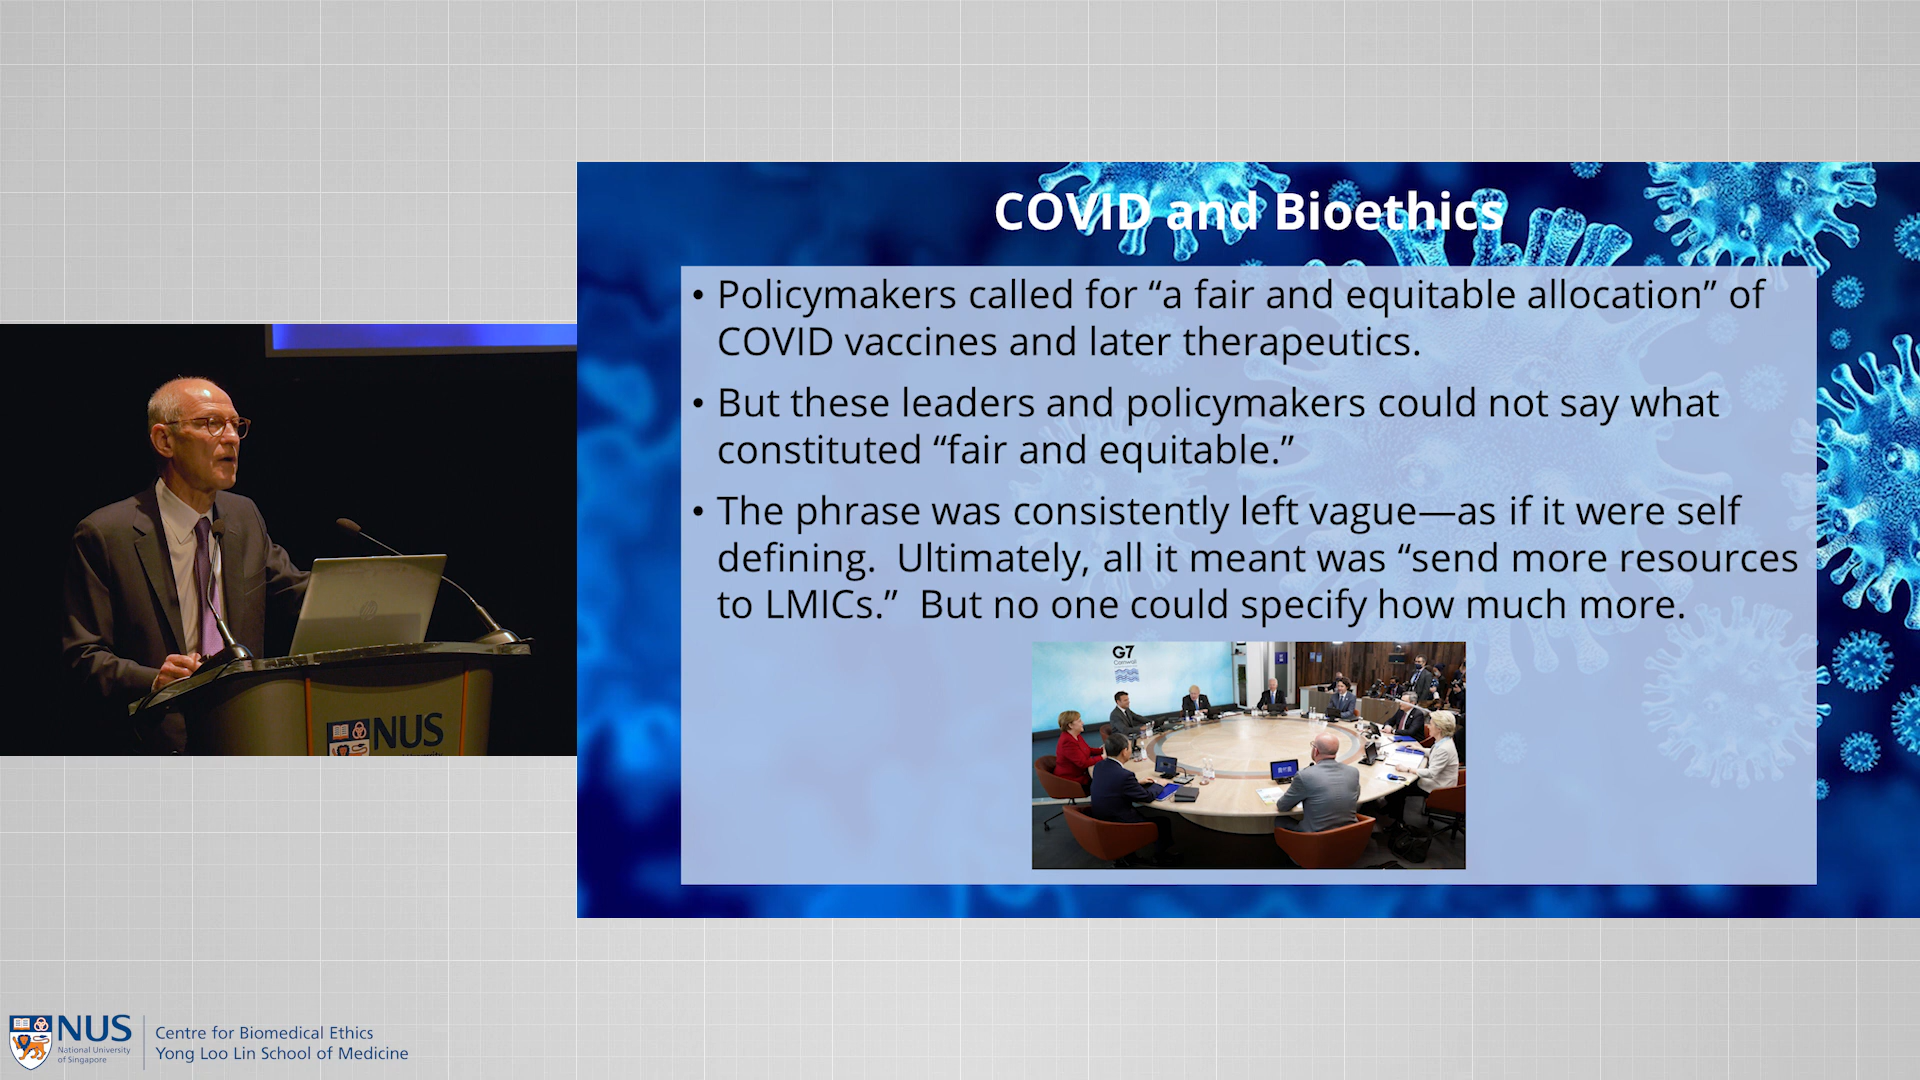 COVID and Bioethics
• Policymakers called for “a fair and equitable allocation” of
COVID vaccines and later therapeutics.
• But these leaders and policymakers could not say what
constituted “fair and equitable.”
• The phrase was consistently left vague—as if it were self
defining.  Ultimately, all it meant was “send more resources
to LMICs.”  But no one could specify how much more.
G7
Cornwall
NUS
NUS
National University
of Singapore
Centre for Biomedical Ethics
Yong Loo Lin School of Medicine